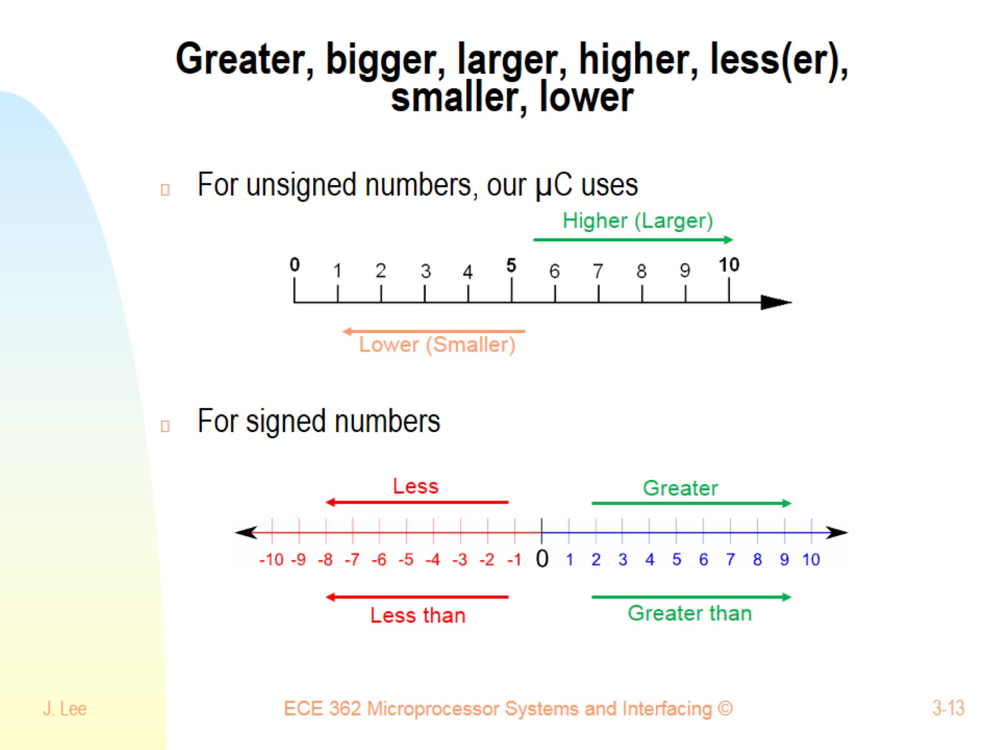 Greater, bigger, larger, higher, less(er),
smaller, lower
For unsigned numbers, our µC uses
Higher (Larger)
0 1 2 3 4 5 6 7 8 9 10
Lower (Smaller)
For signed numbers
Less Greater
-10 -9 -8 -7 -6 -5 -4 -3 -2 -1 0 1 2 3 4 5 6 7 8 9 10
Less than Greater than
J. Lee ECE 362 Microprocessor Systems and Interfacing © 3-13